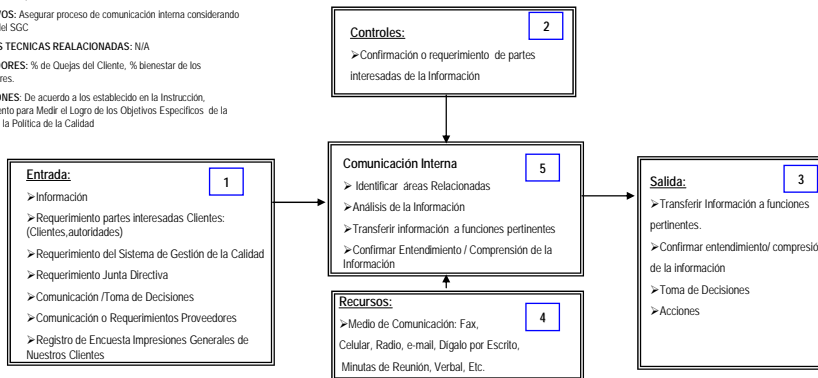 VOS: Asegurar proceso de comunicación interna considerando
del SGC
S TECNICAS REALACIONADAS: N/A
DORES: % de Quejas del Cliente, % bienestar de los
res.
ONES: De acuerdo a los establecido en la Instrucción,
ento para Medir el Logro de los Objetivos Específicos de la
la Política de la Calidad
Controles:
2
➢Confirmación o requerimiento de partes
interesadas de la Información
Entrada:
1
➢Información
➢Requerimiento partes interesadas Clientes:
(Clientes,autoridades)
➢Requerimiento del Sistema de Gestión de la Calidad
➢Requerimiento Junta Directiva
➢Comunicación /Toma de Decisiones
➢Comunicación o Requerimientos Proveedores
➢Registro de Encuesta Impresiones Generales de
Nuestros Clientes
Comunicación Interna
5
➢ Identificar áreas Relacionadas
➢Análisis de la Información
➢Transferir información a funciones pertinentes
➢Confirmar Entendimiento / Comprensión de la
Información
Salida:
3
➢Transferir Información a funciones
pertinentes.
➢Confirmar entendimiento/ compresió
de la información
➢Toma de Decisiones
➢Acciones
Recursos:
4
➢Medio de Comunicación: Fax,
Celular, Radio, e-mail, Dígalo por Escrito,
Minutas de Reunión, Verbal, Etc.